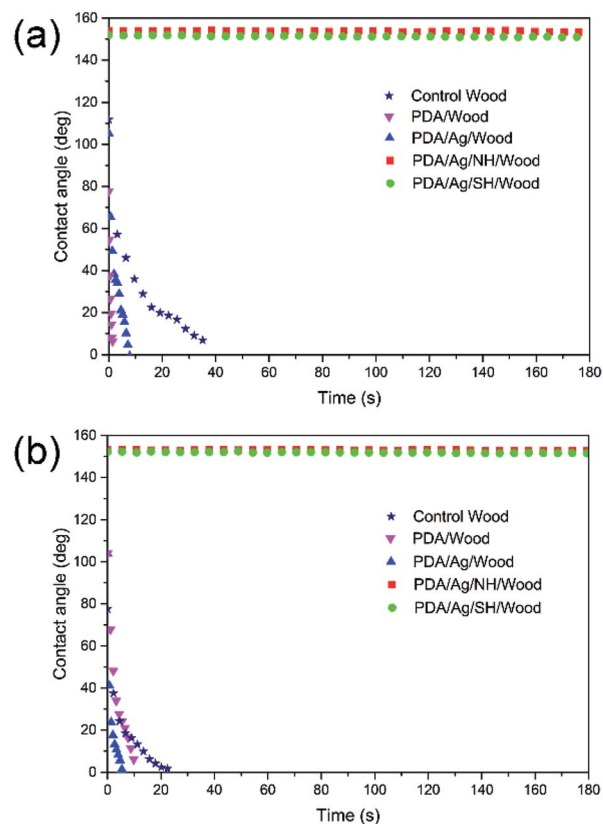 (a)
160
140
120
100
80
60
40
20
0
Contact angle (deg)
Control Wood
PDA/Wood
PDA/Ag/Wood
PDA/Ag/NH/Wood
PDA/Ag/SH/Wood
0 20 40 60 80 100 120 140 160 180
Time (s)
(b)
160
140
120
100
80
60
40
20
0
Contact angle (deg)
Control Wood
PDA/Wood
PDA/Ag/Wood
PDA/Ag/NH/Wood
PDA/Ag/SH/Wood
0 20 40 60 80 100 120 140 160 180
Time (s)